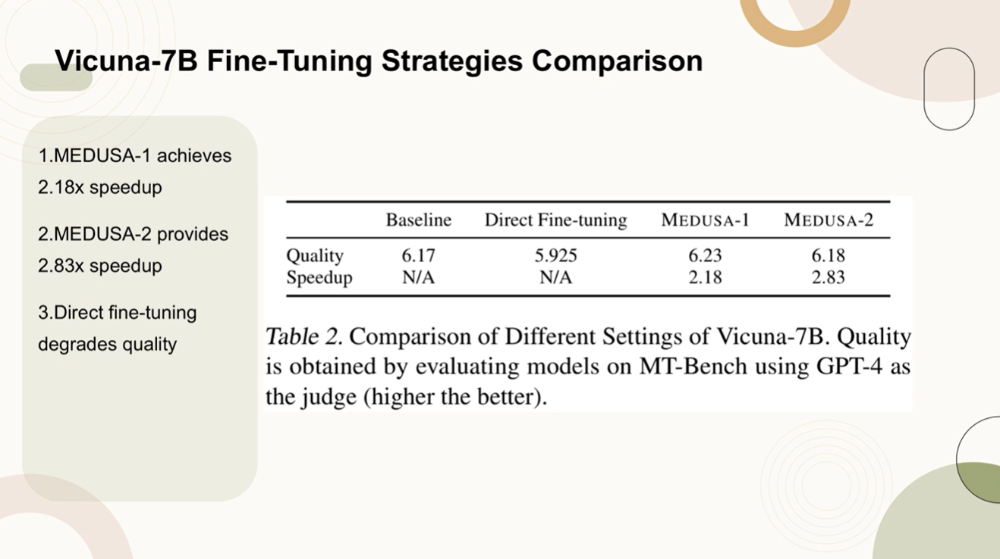 Vicuna-7B Fine-Tuning Strategies Comparison
1.MEDUSA-1 achieves
2.18x speedup
2.MEDUSA-2 provides
2.83x speedup
3.Direct fine-tuning
degrades quality
Baseline Direct Fine-tuning MEDUSA-1 MEDUSA-2
Quality 6.17 5.925 6.23 6.18
Speedup N/A N/A 2.18 2.83
Table 2. Comparison of Different Settings of Vicuna-7B. Quality
is obtained by evaluating models on MT-Bench using GPT-4 as
the judge (higher the better).